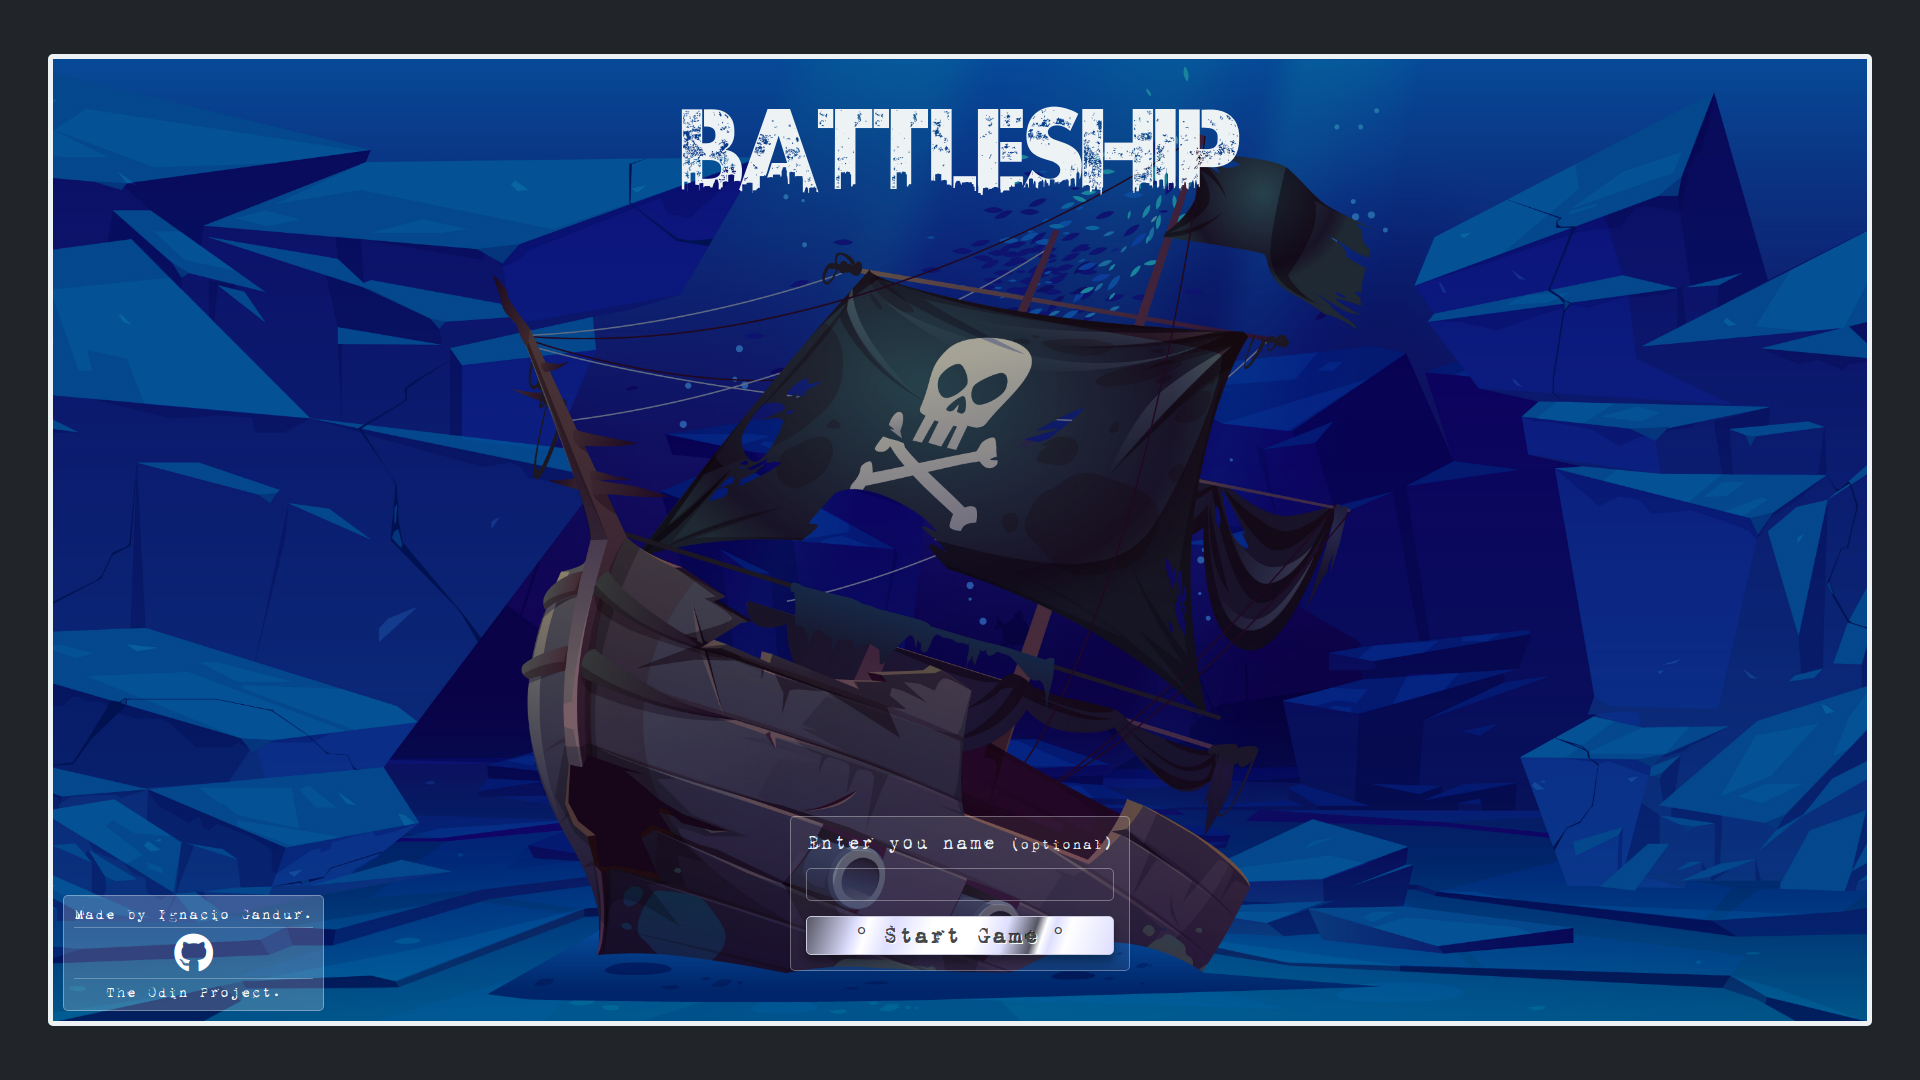 BATTLESHIP
Enter you name (optional)
° Start Game °
Made by Ignacio Gandur.
The Odin Project.